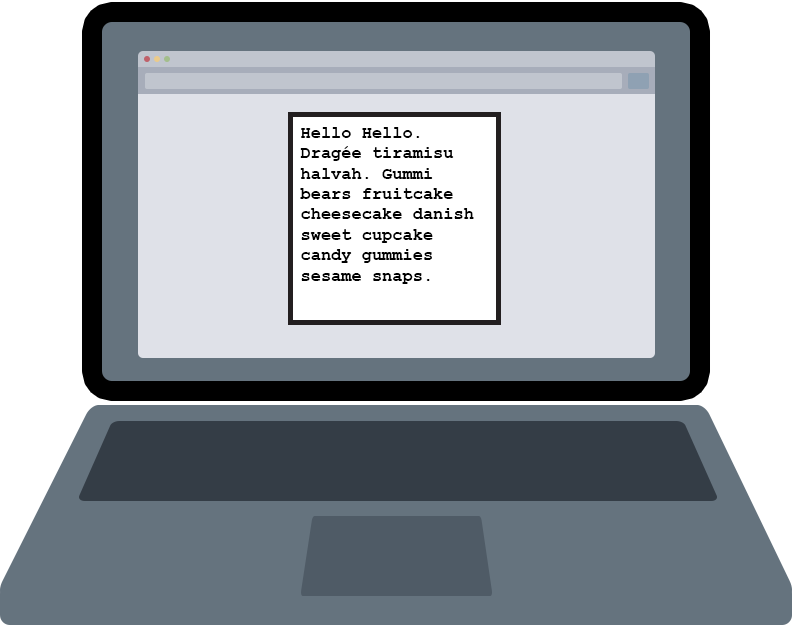 Hello Hello.
Dragée tiramisu
halvah. Gummi
bears fruitcake
cheesecake danish
sweet cupcake
candy gummies
sesame snaps.